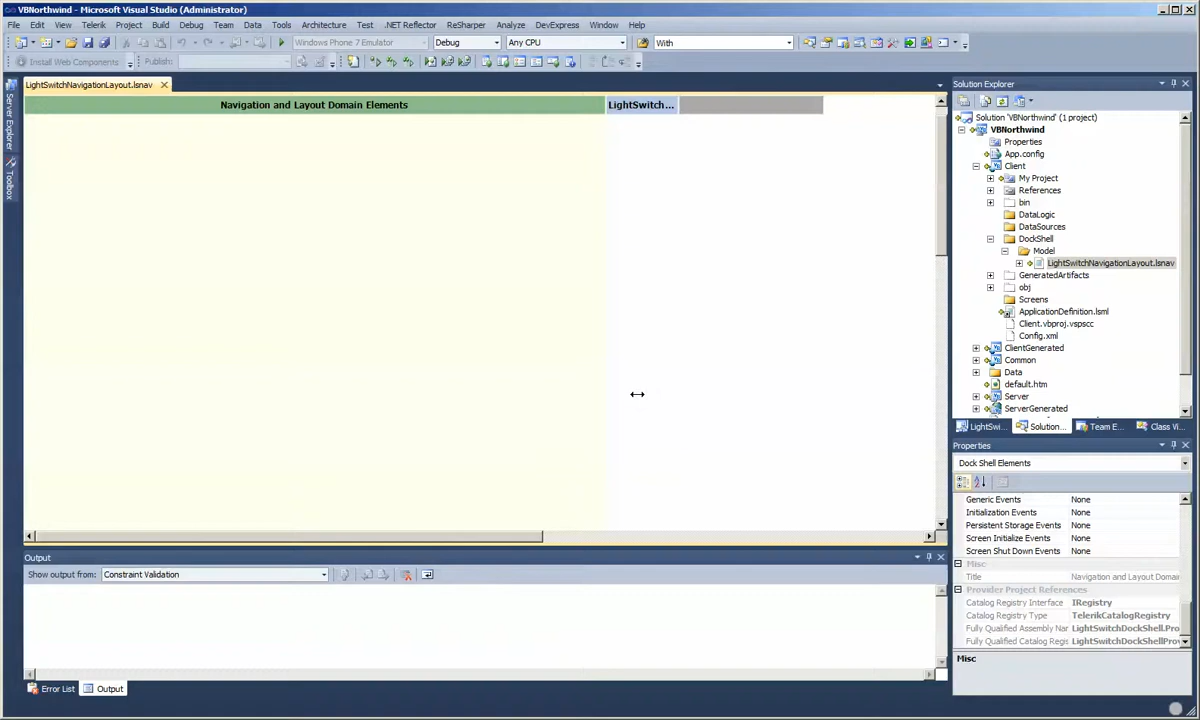 VBNorthwind - Microsoft Visual Studio (Administrator)
File Edit View Telerik Project Build Debug Team Data Tools Architecture Test .NET Reflector ReSharper Analyze DevExpress Window Help
Windows Phone 7 Emulator Debug Any CPU With
Install Web Components Publish:
LightSwitchNavigationLayout.lsnav
Navigation and Layout Domain Elements LightSwitch...
Server Explorer
Toolbox
Solution Explorer
Solution 'VBNorthwind' (1 project)
VBNorthwind
Properties
App.config
Client
My Project
References
bin
DataLogic
DataSources
DockShell
Model
LightSwitchNavigationLayout.lsnav
GeneratedArtifacts
obj
Screens
ApplicationDefinition.lsml
Client.vbproj.vspscc
Config.xml
ClientGenerated
Common
Data
default.htm
Server
ServerGenerated
LightSwi... Solution... Team E... Class Vi...
Properties
Dock Shell Elements
Generic Events None
Initialization Events None
Persistent Storage Events None
Screen Initialize Events None
Screen Shut Down Events None
Misc
Title Navigation and Layout Domain
Provider Project References
Catalog Registry Interface IRegistry
Catalog Registry Type TelerikCatalogRegistry
Fully Qualified Assembly Nar LightSwitchDockShell.Pro
Fully Qualified Catalog Regis LightSwitchDockShellProv
Misc
Output
Show output from: Constraint Validation
Error List Output